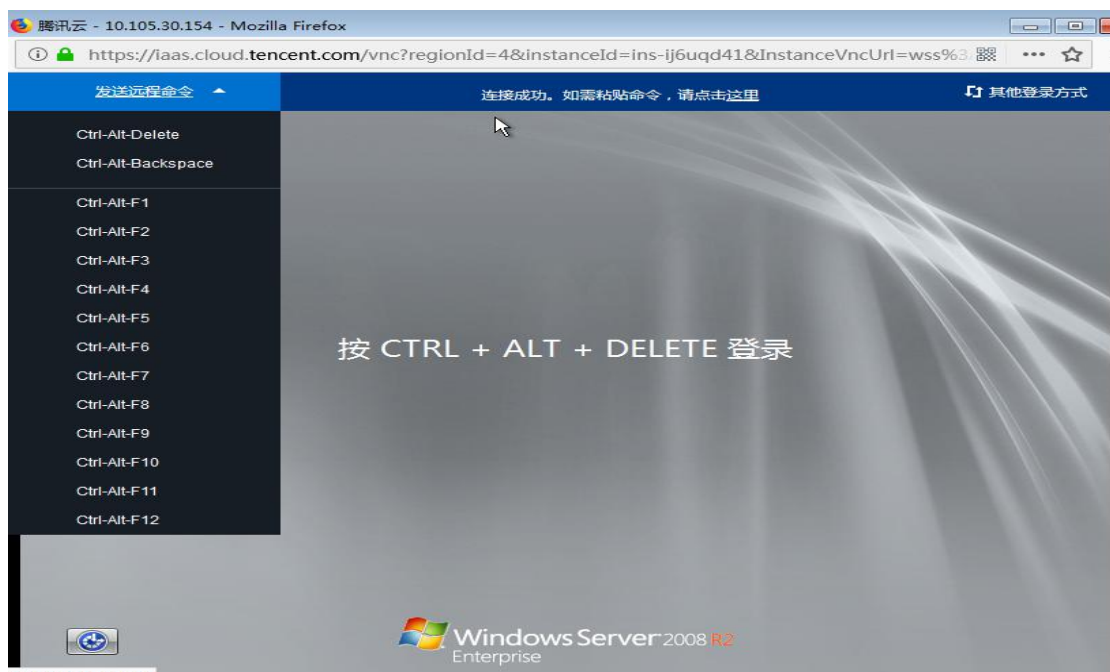 腾讯云 - 10.105.30.154 - Mozilla Firefox
https://iaas.cloud.tencent.com/vnc?regionId=4&instanceId=ins-ij6uqd41&InstanceVncUrl=wss%3
发送远程命令
连接成功。如需粘贴命令，请点击这里
其他登录方式
Ctrl-Alt-Delete
Ctrl-Alt-Backspace
Ctrl-Alt-F1
Ctrl-Alt-F2
Ctrl-Alt-F3
Ctrl-Alt-F4
Ctrl-Alt-F5
Ctrl-Alt-F6
Ctrl-Alt-F7
Ctrl-Alt-F8
Ctrl-Alt-F9
Ctrl-Alt-F10
Ctrl-Alt-F11
Ctrl-Alt-F12
按 CTRL + ALT + DELETE 登录
Windows Server 2008 R2
Enterprise